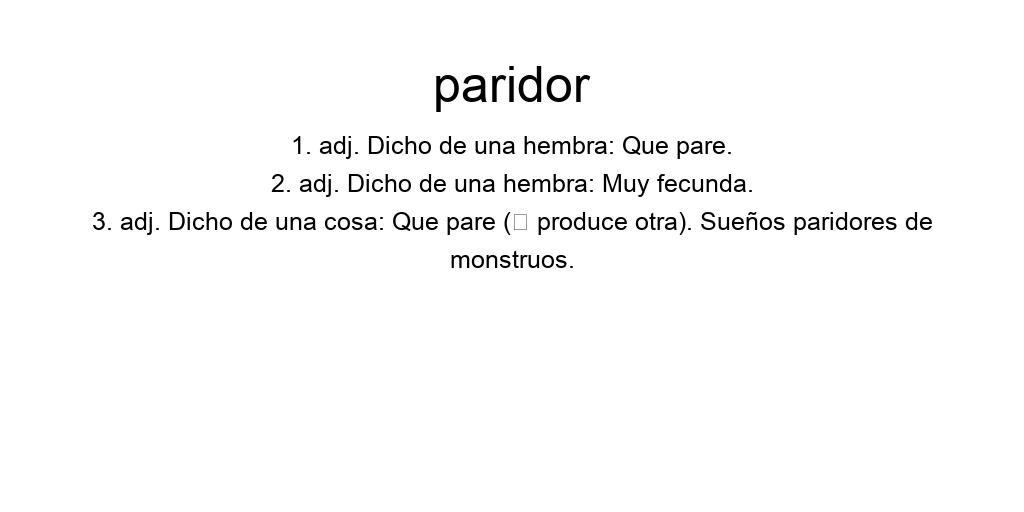 paridor
1. adj. Dicho de una hembra: Que pare.
2. adj. Dicho de una hembra: Muy fecunda.
3. adj. Dicho de una cosa: Que pare (▯ produce otra). Sueños paridores de
monstruos.